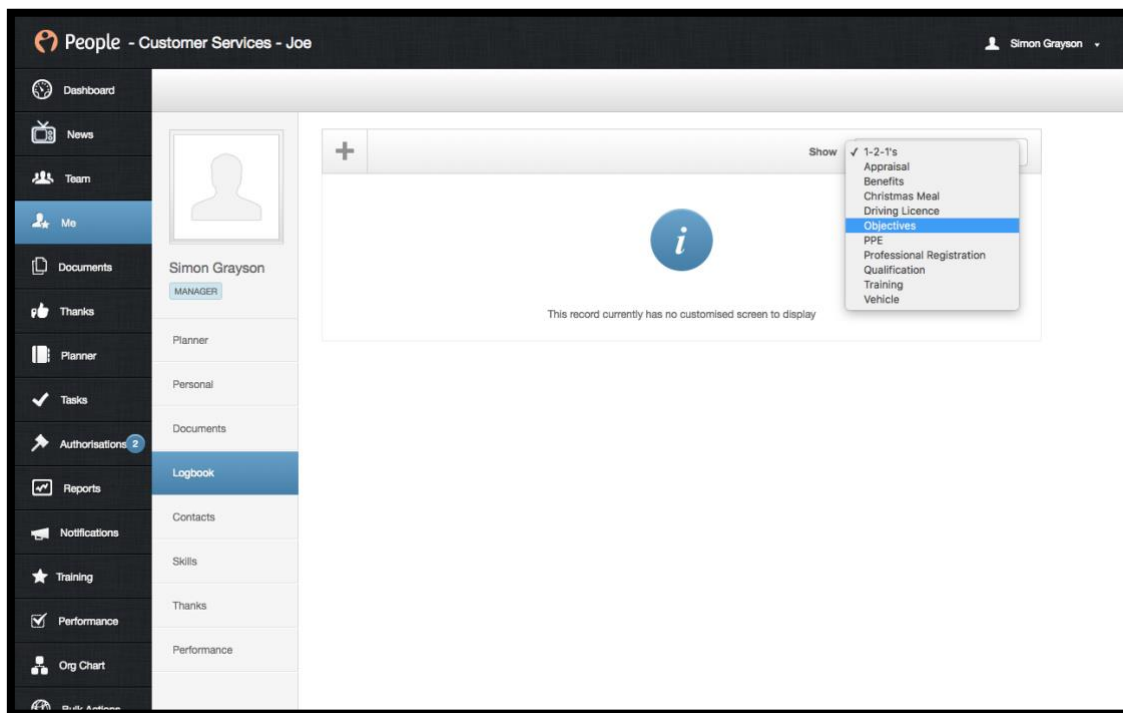 People - Customer Services - Joe
Simon Grayson
Dashboard
News
Team
Me
Documents
Thanks
Planner
Tasks
Authorisations 2
Reports
Notifications
Training
Performance
Org Chart
Bulk Actions
Simon Grayson
MANAGER
Planner
Personal
Documents
Logbook
Contacts
Skills
Thanks
Performance
+
Show
✓ 1-2-1's
Appraisal
Benefits
Christmas Meal
Driving Licence
Objectives
PPE
Professional Registration
Qualification
Training
Vehicle
i
This record currently has no customised screen to display